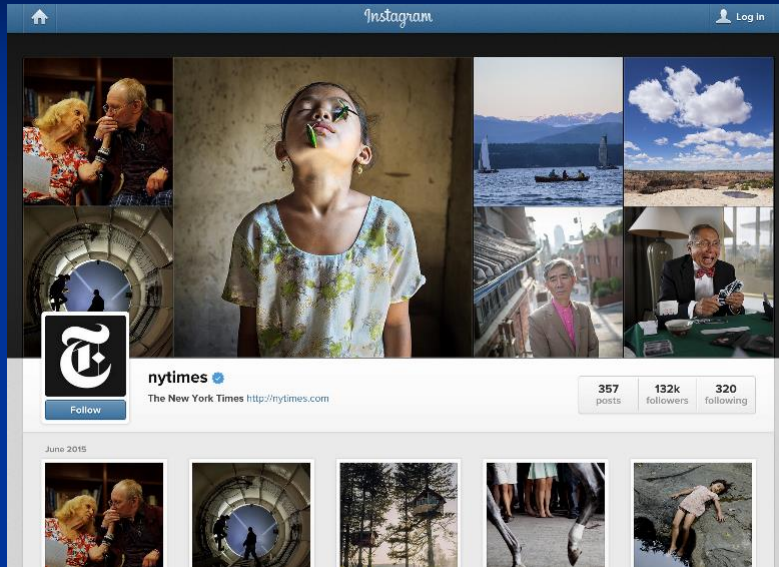 Instagram
Log in
T
nytimes
The New York Times http://nytimes.com
Follow
357 posts
132k followers
320 following
June 2015